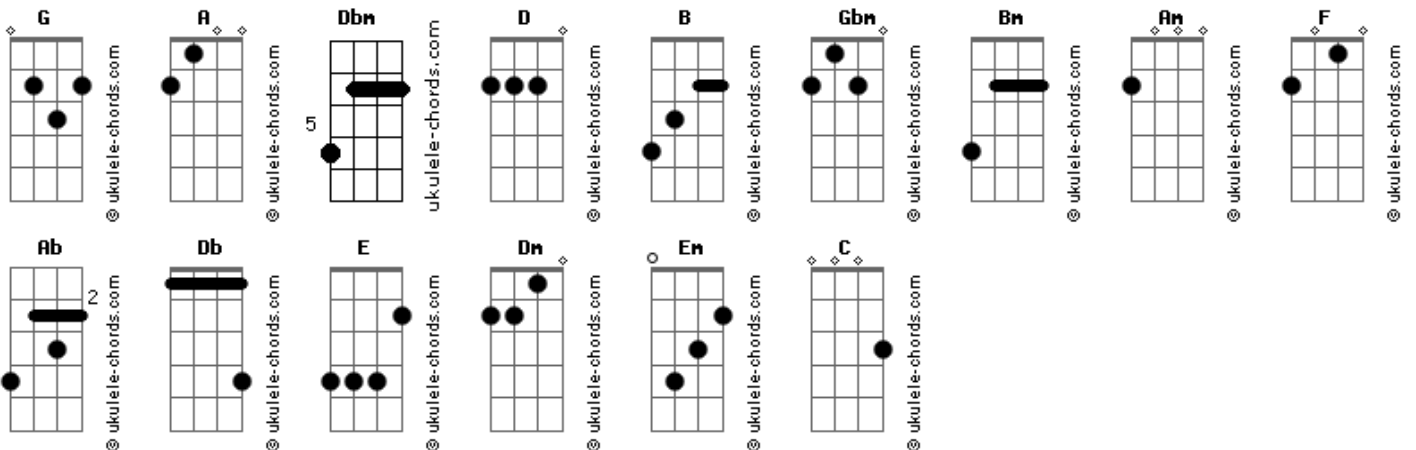 G A Dbm D B Gbm Bm Am F
5
© ukulele-chords.com © ukulele-chords.com ukulele-chords.com © ukulele-chords.com © ukulele-chords.com © ukulele-chords.com © ukulele-chords.com © ukulele-chords.com © ukulele-chords.com
Ab Db E Dm Em C
2
© ukulele-chords.com © ukulele-chords.com © ukulele-chords.com © ukulele-chords.com © ukulele-chords.com © ukulele-chords.com